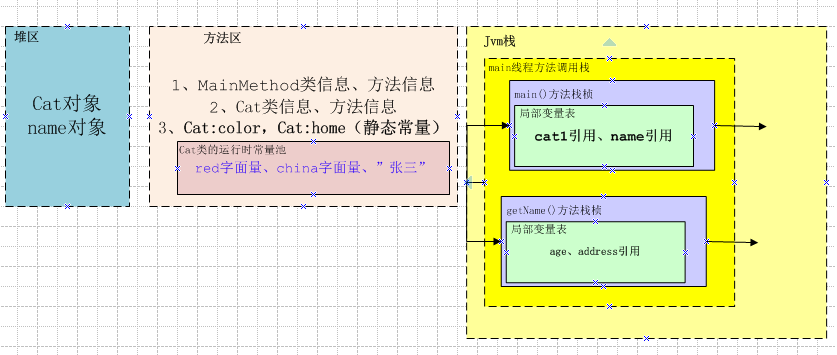 堆区
Cat对象
name对象
方法区
1、MainMethod类信息、方法信息
2、Cat类信息、方法信息
3、Cat:color，Cat:home（静态常量）
Cat类的运行时常量池
red字面量、china字面量、”张三”
Jvm栈
main线程方法调用栈
main()方法栈桢
局部变量表
cat1引用、name引用
getName()方法栈桢
局部变量表
age、address引用